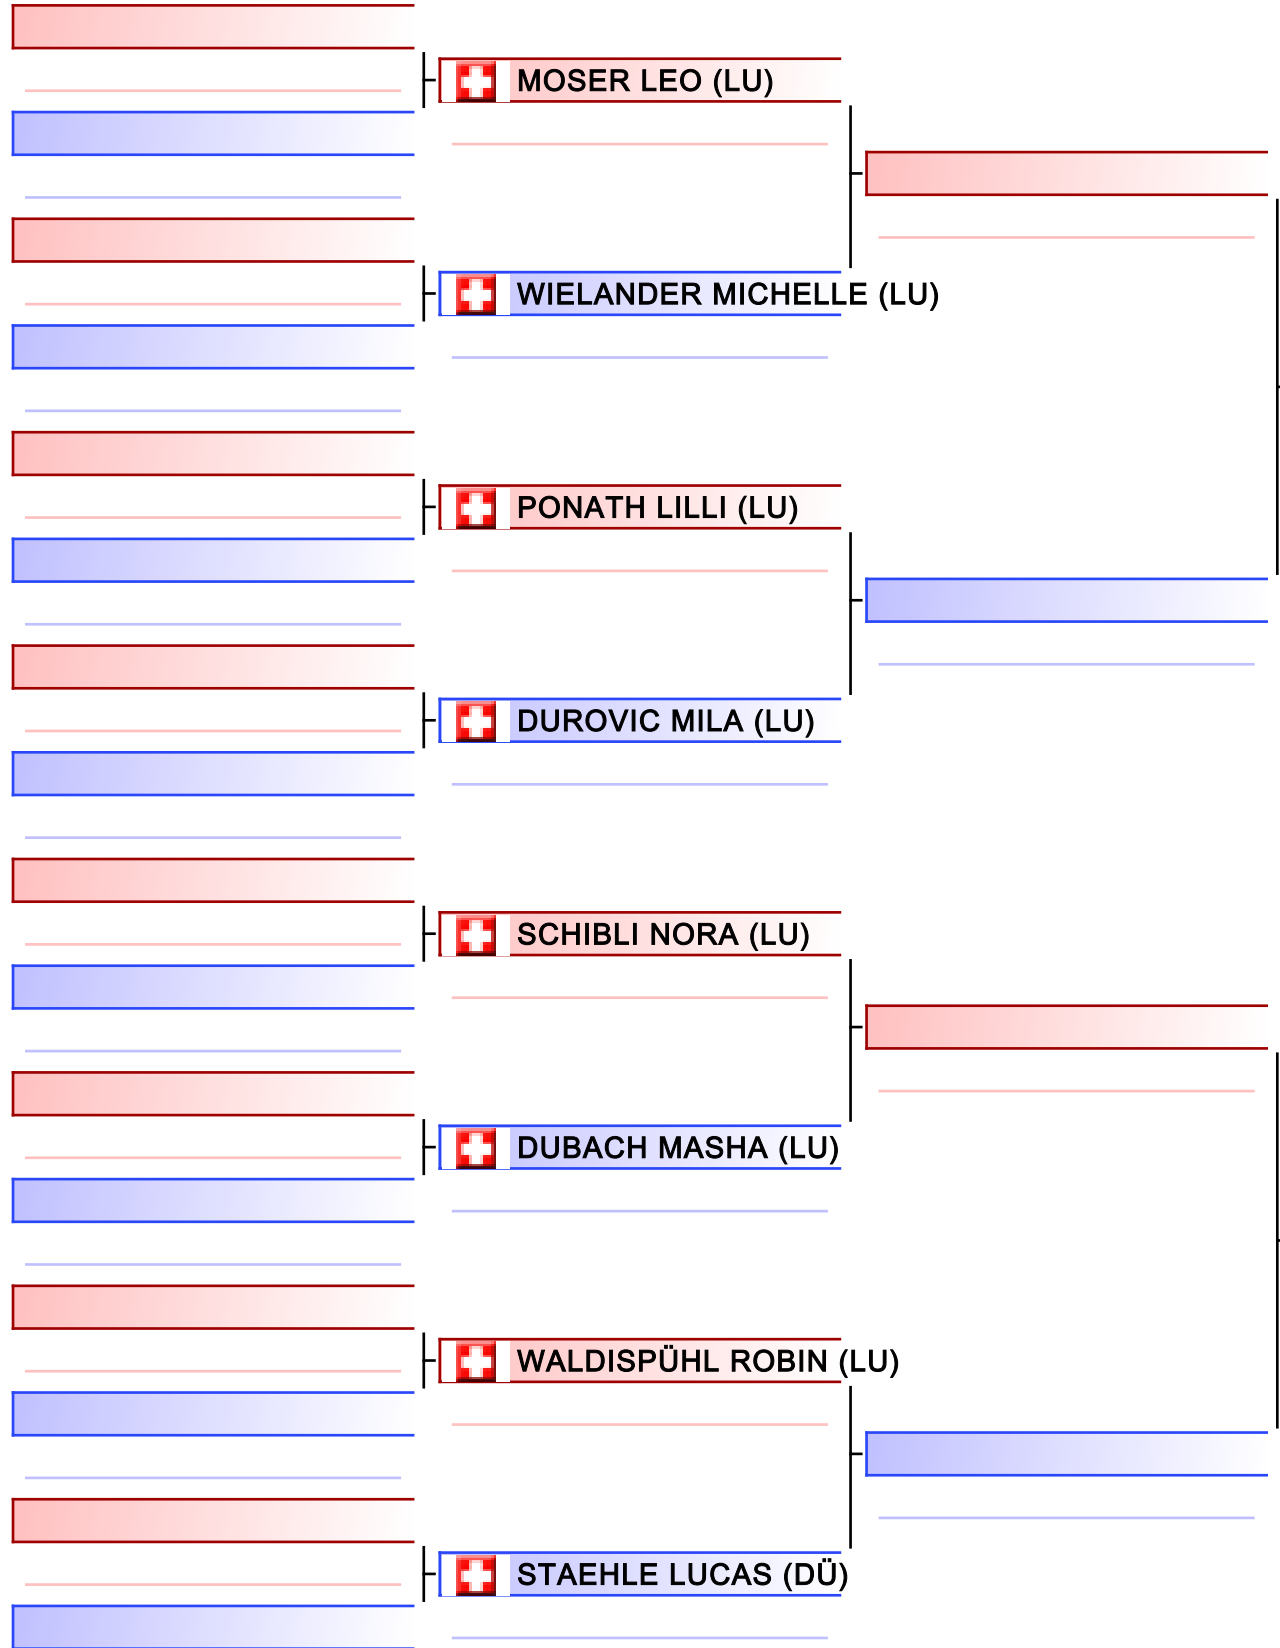 MOSER LEO (LU)
WIELANDER MICHELLE (LU)
PONATH LILLI (LU)
DUROVIC MILA (LU)
SCHIBLI NORA (LU)
DUBACH MASHA (LU)
WALDISPÜHL ROBIN (LU)
STAEHLE LUCAS (DÜ)